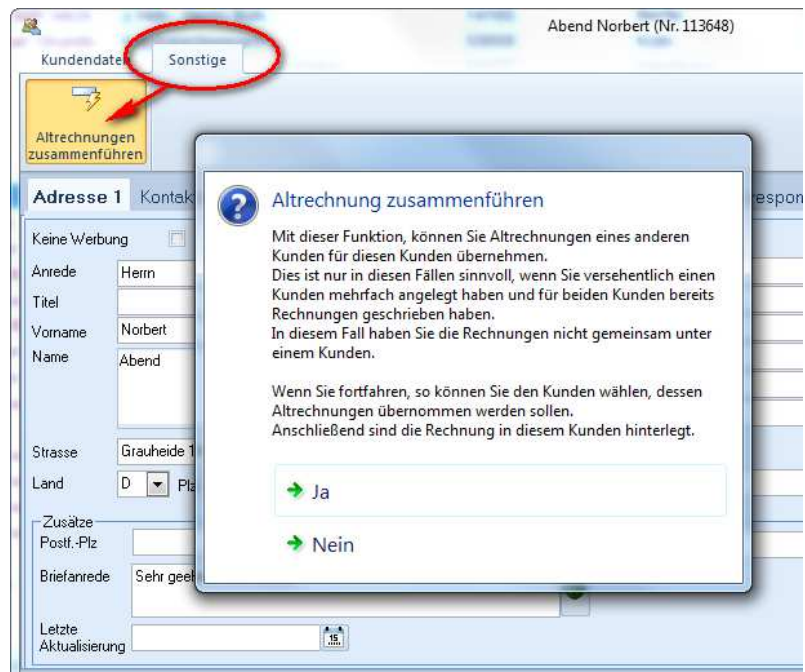 Abend Norbert (Nr. 113648)
Kundendaten Sonstige
Altrechnungen
zusammenführen
Adresse 1
Keine Werbung
Anrede Herrn
Titel
Vorname Norbert
Name Abend
Strasse Grauheide
Land D
Zusätze
Postf.-Plz
Briefanrede Sehr
Letzte
Aktualisierung 15
Altrechnung zusammenführen
Mit dieser Funktion, können Sie Altrechnungen eines anderen
Kunden für diesen Kunden übernehmen.
Dies ist nur in diesen Fällen sinnvoll, wenn Sie versehentlich einen
Kunden mehrfach angelegt haben und für beiden Kunden bereits
Rechnungen geschrieben haben.
In diesem Fall haben Sie die Rechnungen nicht gemeinsam unter
einem Kunden.
Wenn Sie fortfahren, so können Sie den Kunden wählen, dessen
Altrechnungen übernommen werden sollen.
Anschließend sind die Rechnung in diesem Kunden hinterlegt.
Ja
Nein